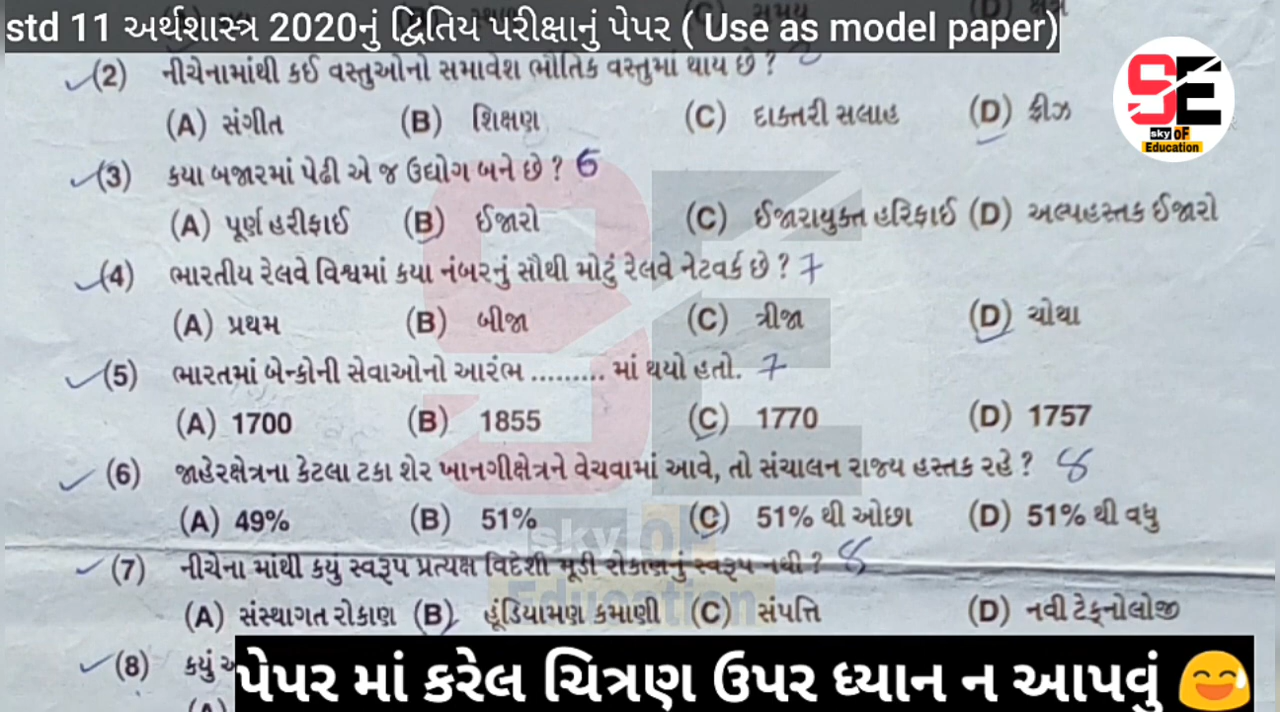 std 11 અર્થશાસ્ત્ર 2020નું દ્વિતિય પરીક્ષાનું પેપર ( Use as model paper)
(2) નીચેનામાંથી કઈ વસ્તુઓનો સમાવેશ ભૌતિક વસ્તુમાં થાય છે ?
(A) સંગીત (B) શિક્ષણ (C) દાક્તરી સલાહ (D) ફ્રીઝ
SE
sky OF
Education
(3) કયા બજારમાં પેઢી એ જ ઉદ્યોગ બને છે ? 6
(A) પૂર્ણ હરીફાઈ (B) ઈજારો (C) ઈજારાયુક્ત હરિફાઈ (D) અલ્પહસ્તક ઈજારો
(4) ભારતીય રેલવે વિશ્વમાં કયા નંબરનું સૌથી મોટું રેલવે નેટવર્ક છે ? 7
(A) પ્રથમ (B) બીજા (C) ત્રીજા (D) ચોથા
(5) ભારતમાં બેન્કોની સેવાઓનો આરંભ ......... માં થયો હતો. 7
(A) 1700 (B) 1855 (C) 1770 (D) 1757
(6) જાહેરક્ષેત્રના કેટલા ટકા શેર ખાનગીક્ષેત્રને વેચવામાં આવે, તો સંચાલન રાજ્ય હસ્તક રહે ? 8
(A) 49% (B) 51% (C) 51% થી ઓછા (D) 51% થી વધુ
sky OF
Education
(7) નીચેના માંથી કયું સ્વરૂપ પ્રત્યક્ષ વિદેશી મૂડી રોકાણનું સ્વરૂપ નથી ? 8
(A) સંસ્થાગત રોકાણ (B) હૂંડિયામણ કમાણી (C) સંપત્તિ (D) નવી ટેક્નોલોજી
(8) કયું
પેપર માં કરેલ ચિત્રણ ઉપર ધ્યાન ન આપવું 😅